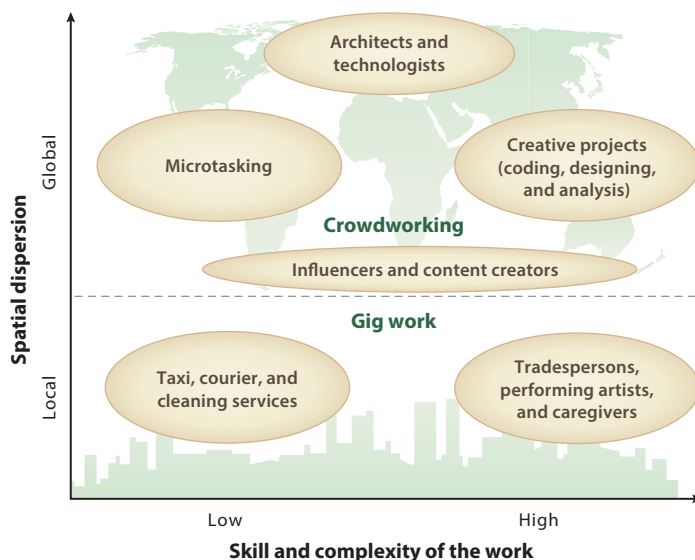 Architects and
technologists
Global
Microtasking
Creative projects
(coding, designing,
and analysis)
Crowdworking
Influencers and content creators
Spatial dispersion
Gig work
Local
Taxi, courier, and
cleaning services
Tradespersons,
performing artists,
and caregivers
Low
High
Skill and complexity of the work